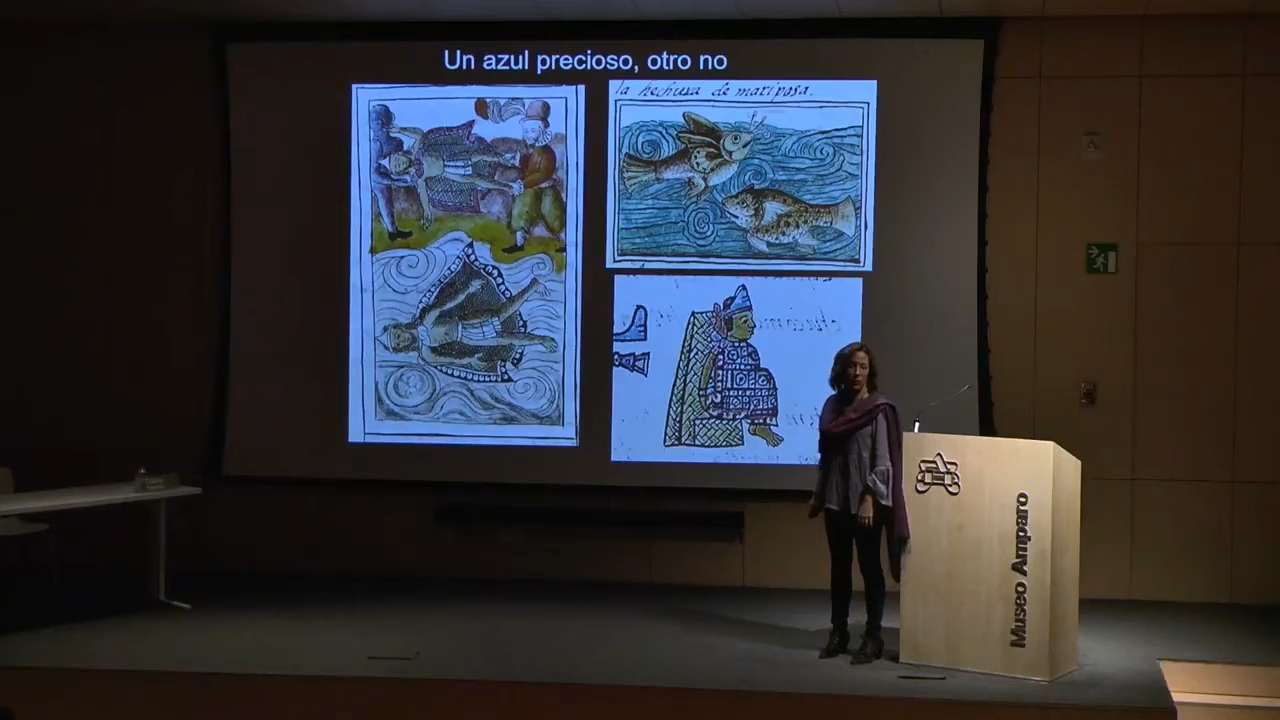 Un azul precioso, otro no
la hechura de mariposa.
Museo Amparo